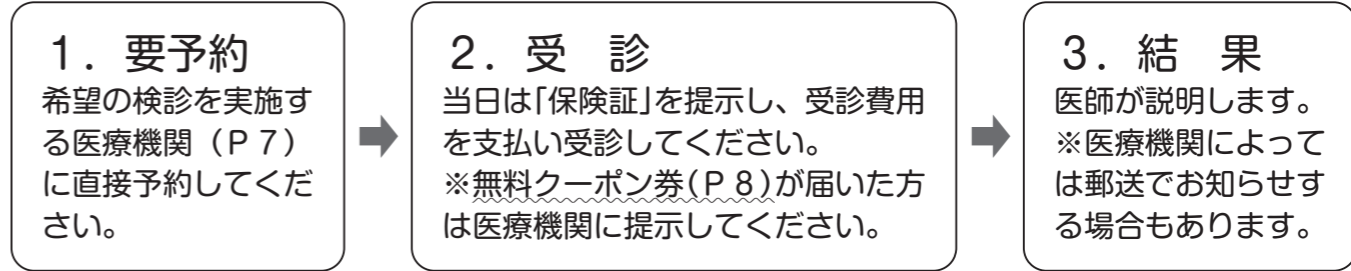 1．要予約
希望の検診を実施す
る医療機関（P7）
に直接予約してくだ
さい。
2．受　診
当日は「保険証」を提示し、受診費用
を支払い受診してください。
※無料クーポン券（P8）が届いた方
は医療機関に提示してください。
3．結　果
医師が説明します。
※医療機関によって
は郵送でお知らせす
る場合もあります。